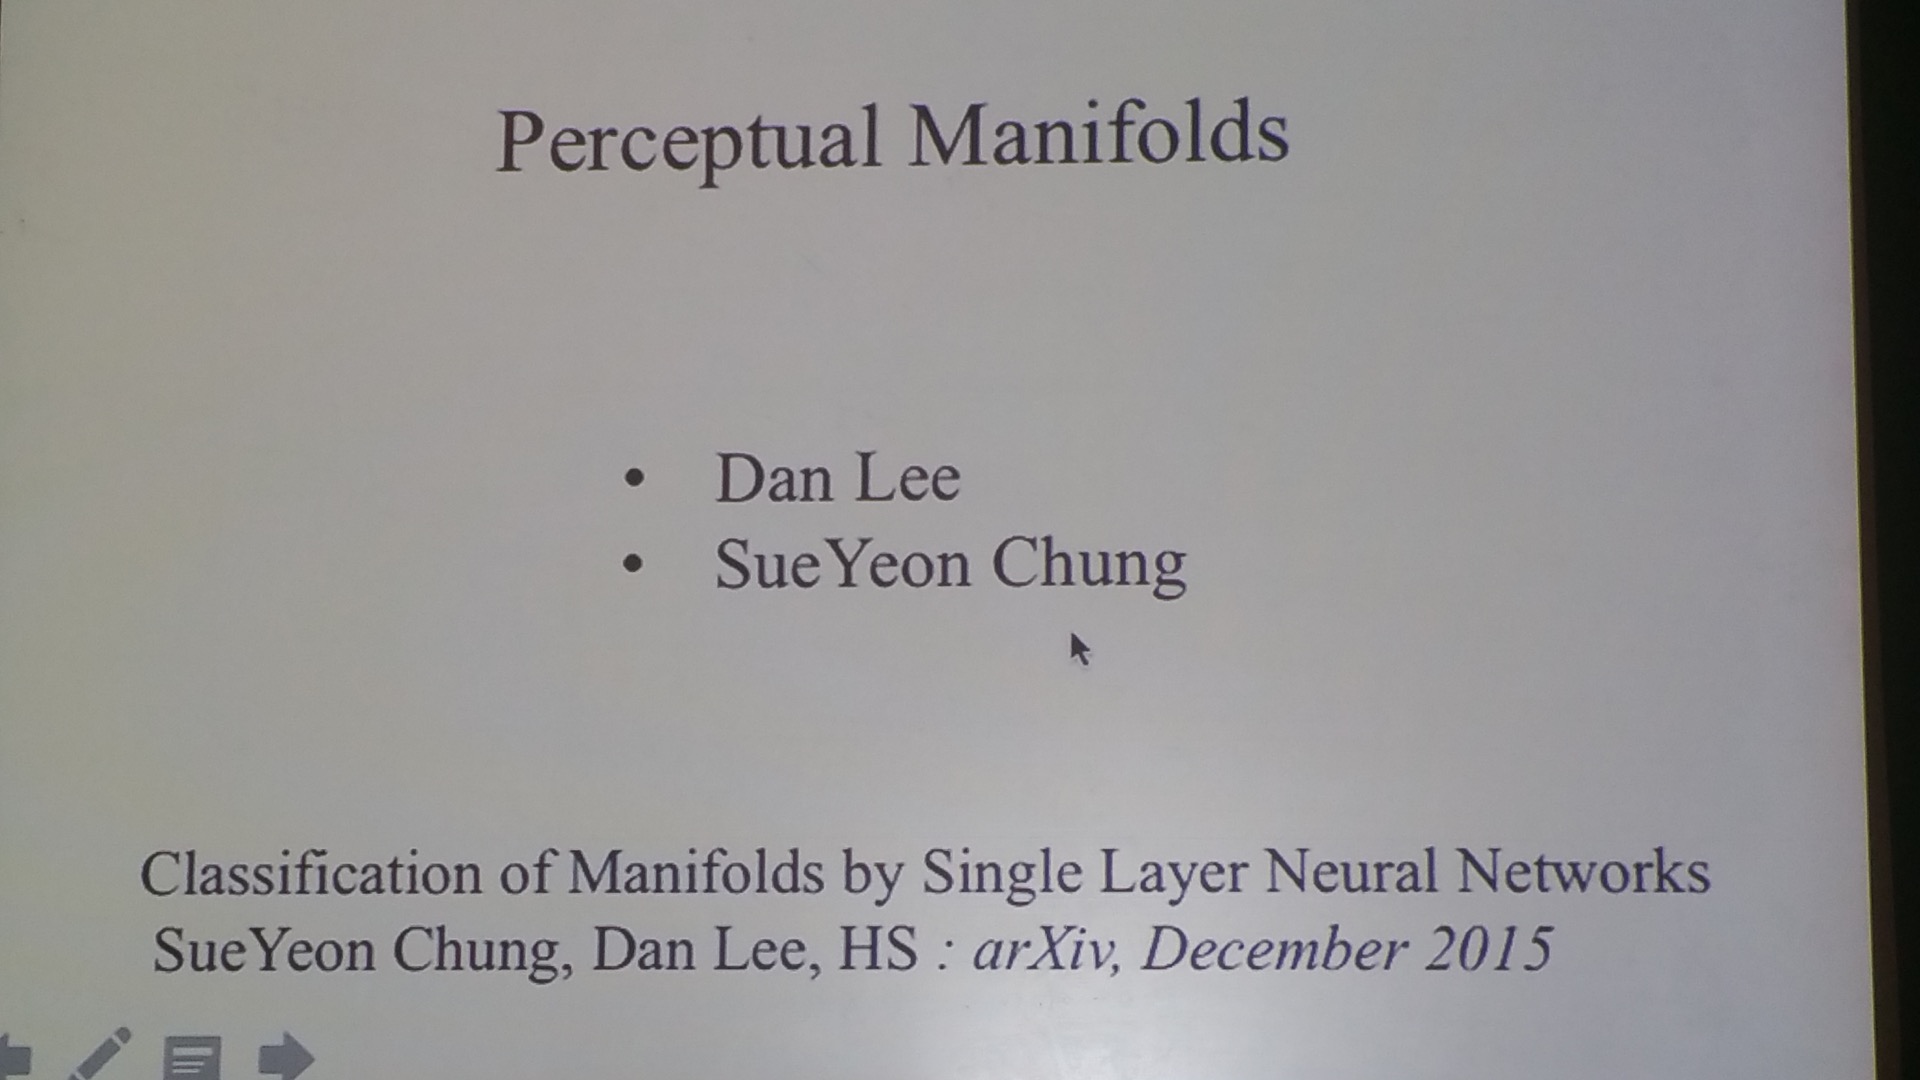 Perceptual Manifolds
• Dan Lee
• SueYeon Chung
Classification of Manifolds by Single Layer Neural Networks
SueYeon Chung, Dan Lee, HS : arXiv, December 2015